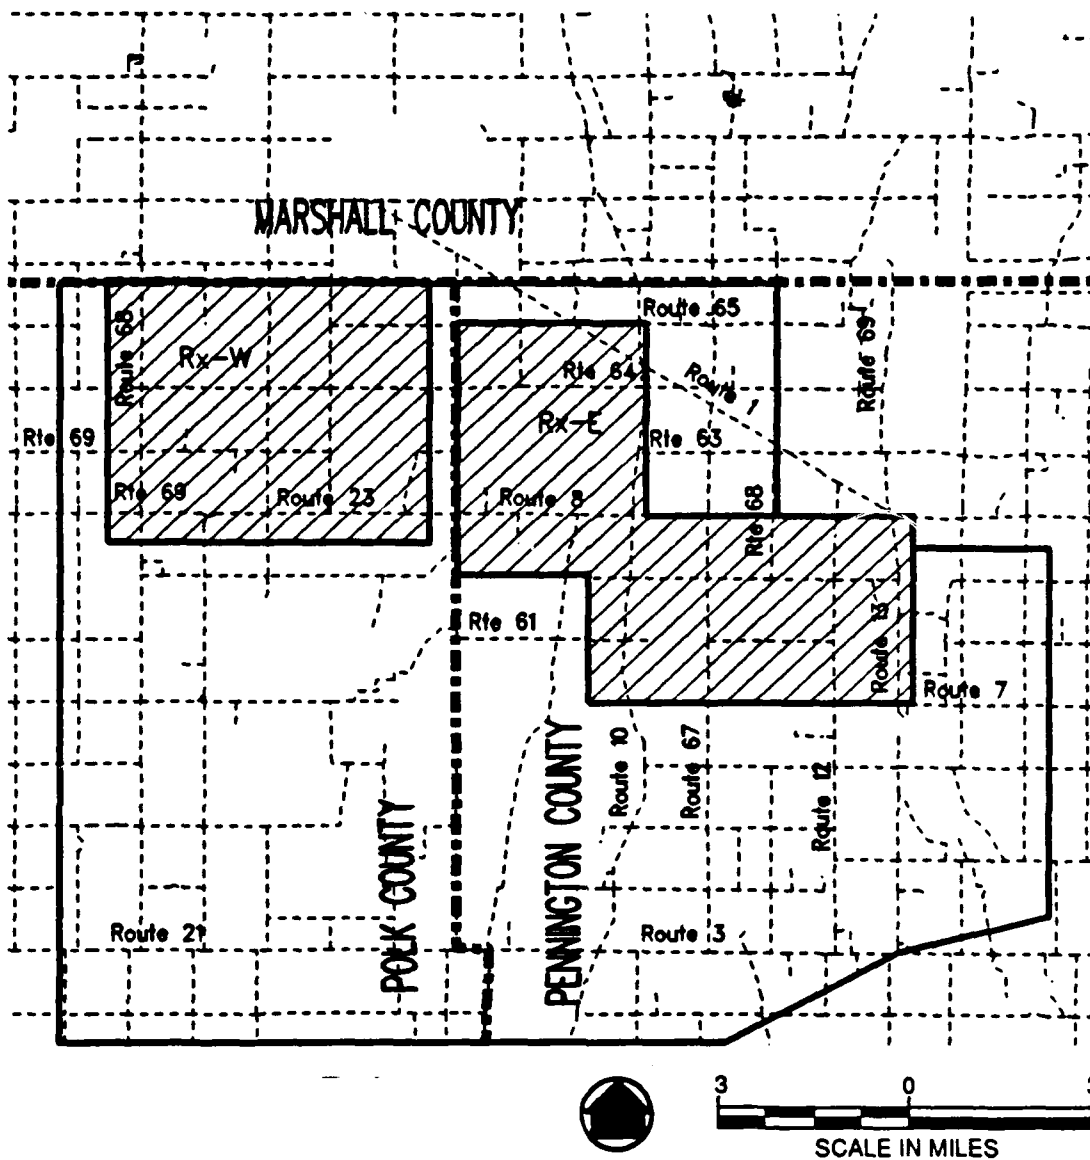 MARSHALL COUNTY
Route 65
Route 68
Rx-W
Rte 64
Route 1
Route 69
Rx-E
Rte 69
Rte 63
Rte 69
Route 23
Route 8
Rte 68
Rte 61
Route 13
Route 7
Route 10
Route 67
Route 12
POLK COUNTY
PENNINGTON COUNTY
Route 21
Route 3
3 0
SCALE IN MILES